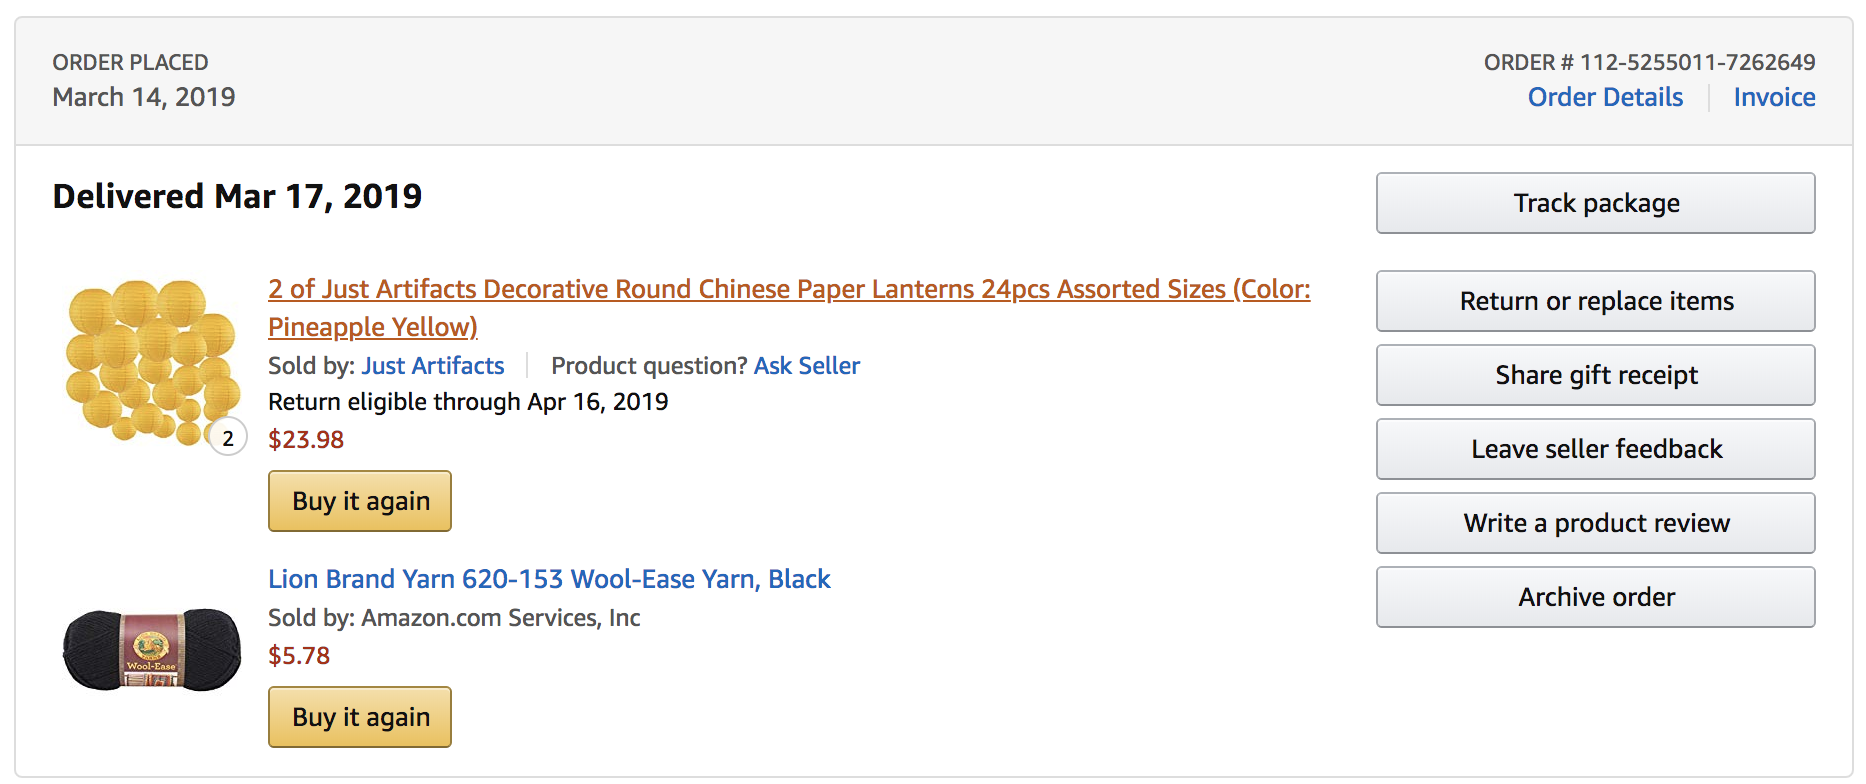 ORDER PLACED
March 14, 2019
ORDER # 112-5255011-7262649
Order Details
Invoice
Delivered Mar 17, 2019
2 of Just Artifacts Decorative Round Chinese Paper Lanterns 24pcs Assorted Sizes (Color:
Pineapple Yellow)
Sold by: Just Artifacts
Product question? Ask Seller
Return eligible through Apr 16, 2019
2
$23.98
Buy it again
Lion Brand Yarn 620-153 Wool-Ease Yarn, Black
Sold by: Amazon.com Services, Inc
Wool-Ease
$5.78
Buy it again
Track package
Return or replace items
Share gift receipt
Leave seller feedback
Write a product review
Archive order